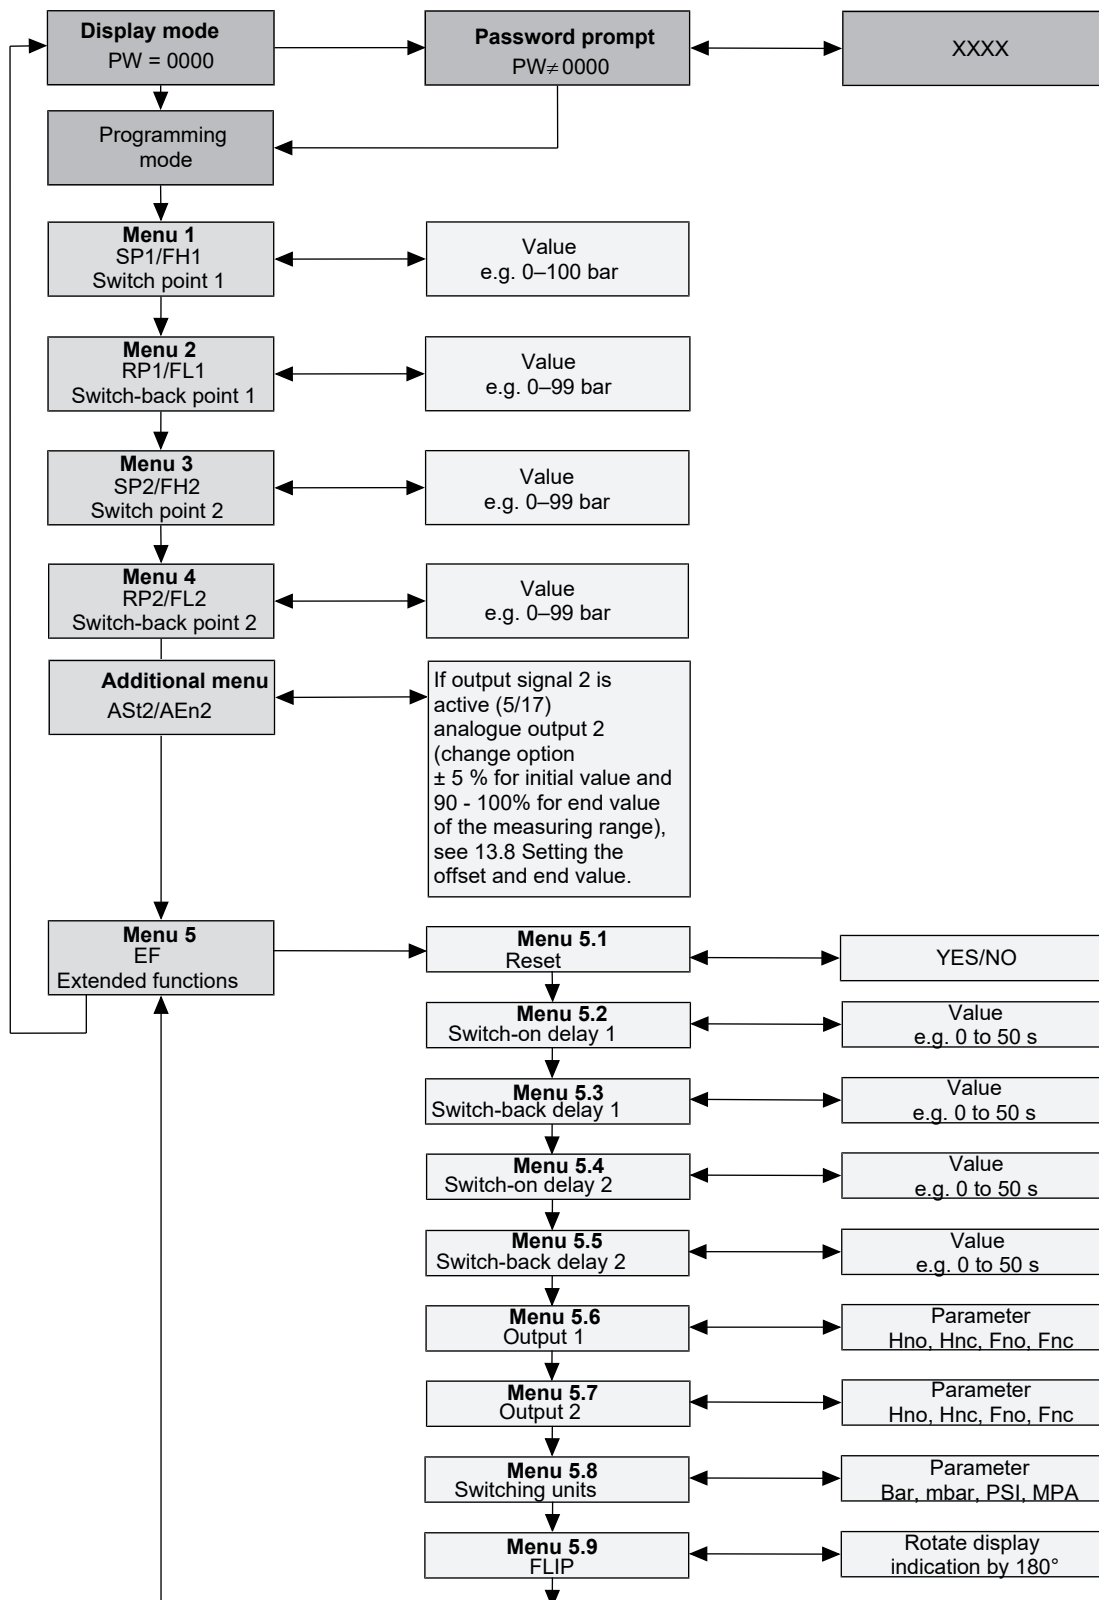 Display mode
PW = 0000
Password prompt
PW≠0000
XXXX
Programming
mode
Menu 1
SP1/FH1
Switch point 1
Value
e.g. 0–100 bar
Menu 2
RP1/FL1
Switch-back point 1
Value
e.g. 0–99 bar
Menu 3
SP2/FH2
Switch point 2
Value
e.g. 0–99 bar
Menu 4
RP2/FL2
Switch-back point 2
Value
e.g. 0–99 bar
Additional menu
ASt2/AEn2
If output signal 2 is
active (5/17)
analogue output 2
(change option
± 5 % for initial value and
90 - 100% for end value
of the measuring range),
see 13.8 Setting the
offset and end value.
Menu 5
EF
Extended functions
Menu 5.1
Reset
YES/NO
Menu 5.2
Switch-on delay 1
Value
e.g. 0 to 50 s
Menu 5.3
Switch-back delay 1
Value
e.g. 0 to 50 s
Menu 5.4
Switch-on delay 2
Value
e.g. 0 to 50 s
Menu 5.5
Switch-back delay 2
Value
e.g. 0 to 50 s
Menu 5.6
Output 1
Parameter
Hno, Hnc, Fno, Fnc
Menu 5.7
Output 2
Parameter
Hno, Hnc, Fno, Fnc
Menu 5.8
Switching units
Parameter
Bar, mbar, PSI, MPA
Menu 5.9
FLIP
Rotate display
indication by 180°